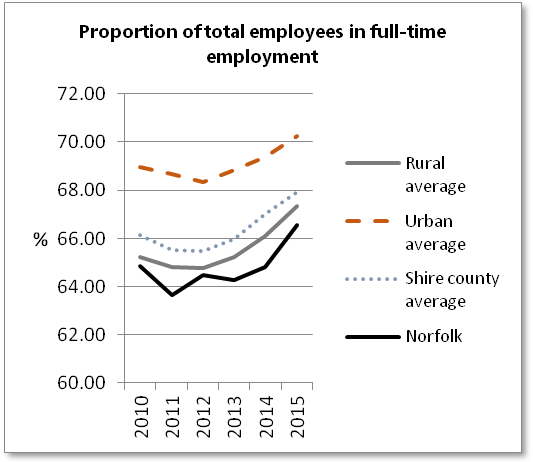 Proportion of total employees in full-time
employment
72.00
70.00
68.00
66.00
64.00
62.00
60.00
%
2010
2011
2012
2013
2014
2015
Rural
average
Urban
average
Shire county
average
Norfolk